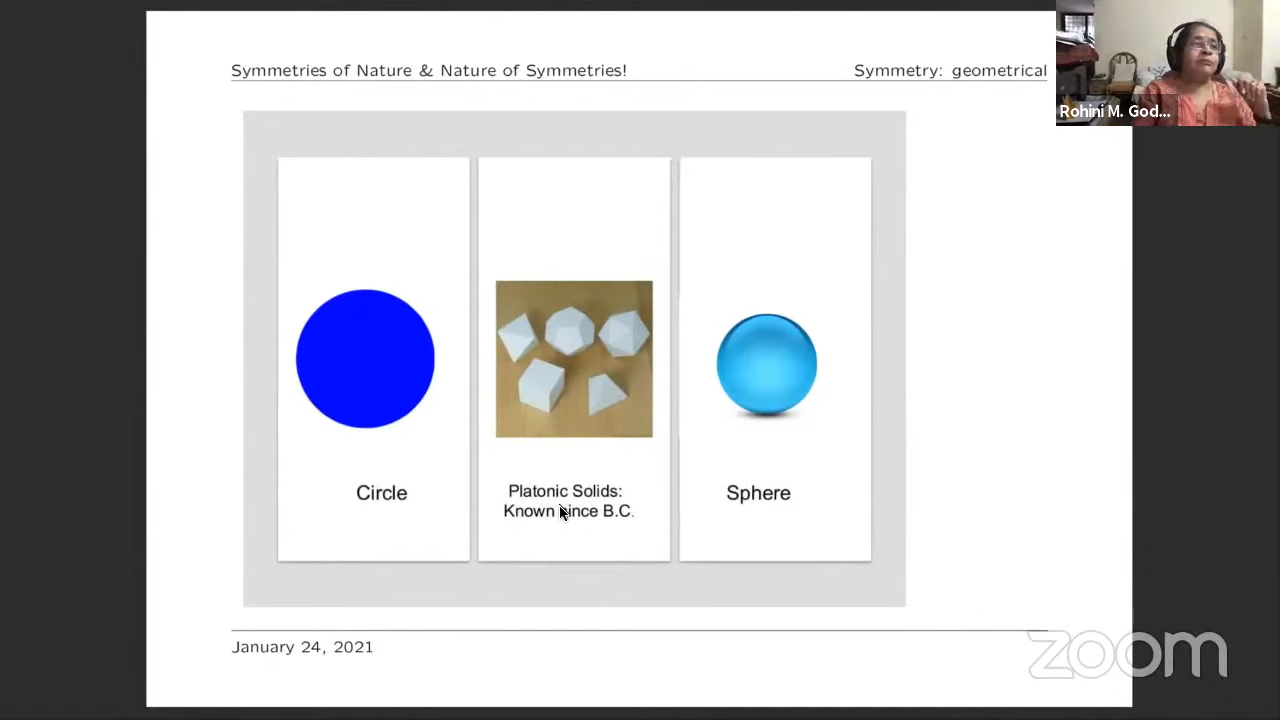 Symmetries of Nature & Nature of Symmetries!
Symmetry: geometrical
Rohini M. God...
Circle
Platonic Solids:
Known since B.C.
Sphere
January 24, 2021
zoom